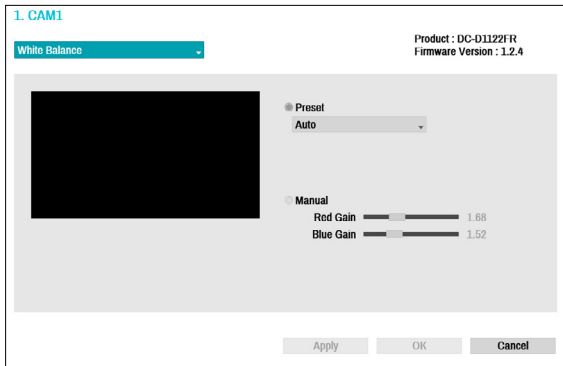 1. CAM1
White Balance
Product : DC-D1122FR
Firmware Version : 1.2.4
Preset
Auto
Manual
Red Gain 1.68
Blue Gain 1.52
Apply OK Cancel